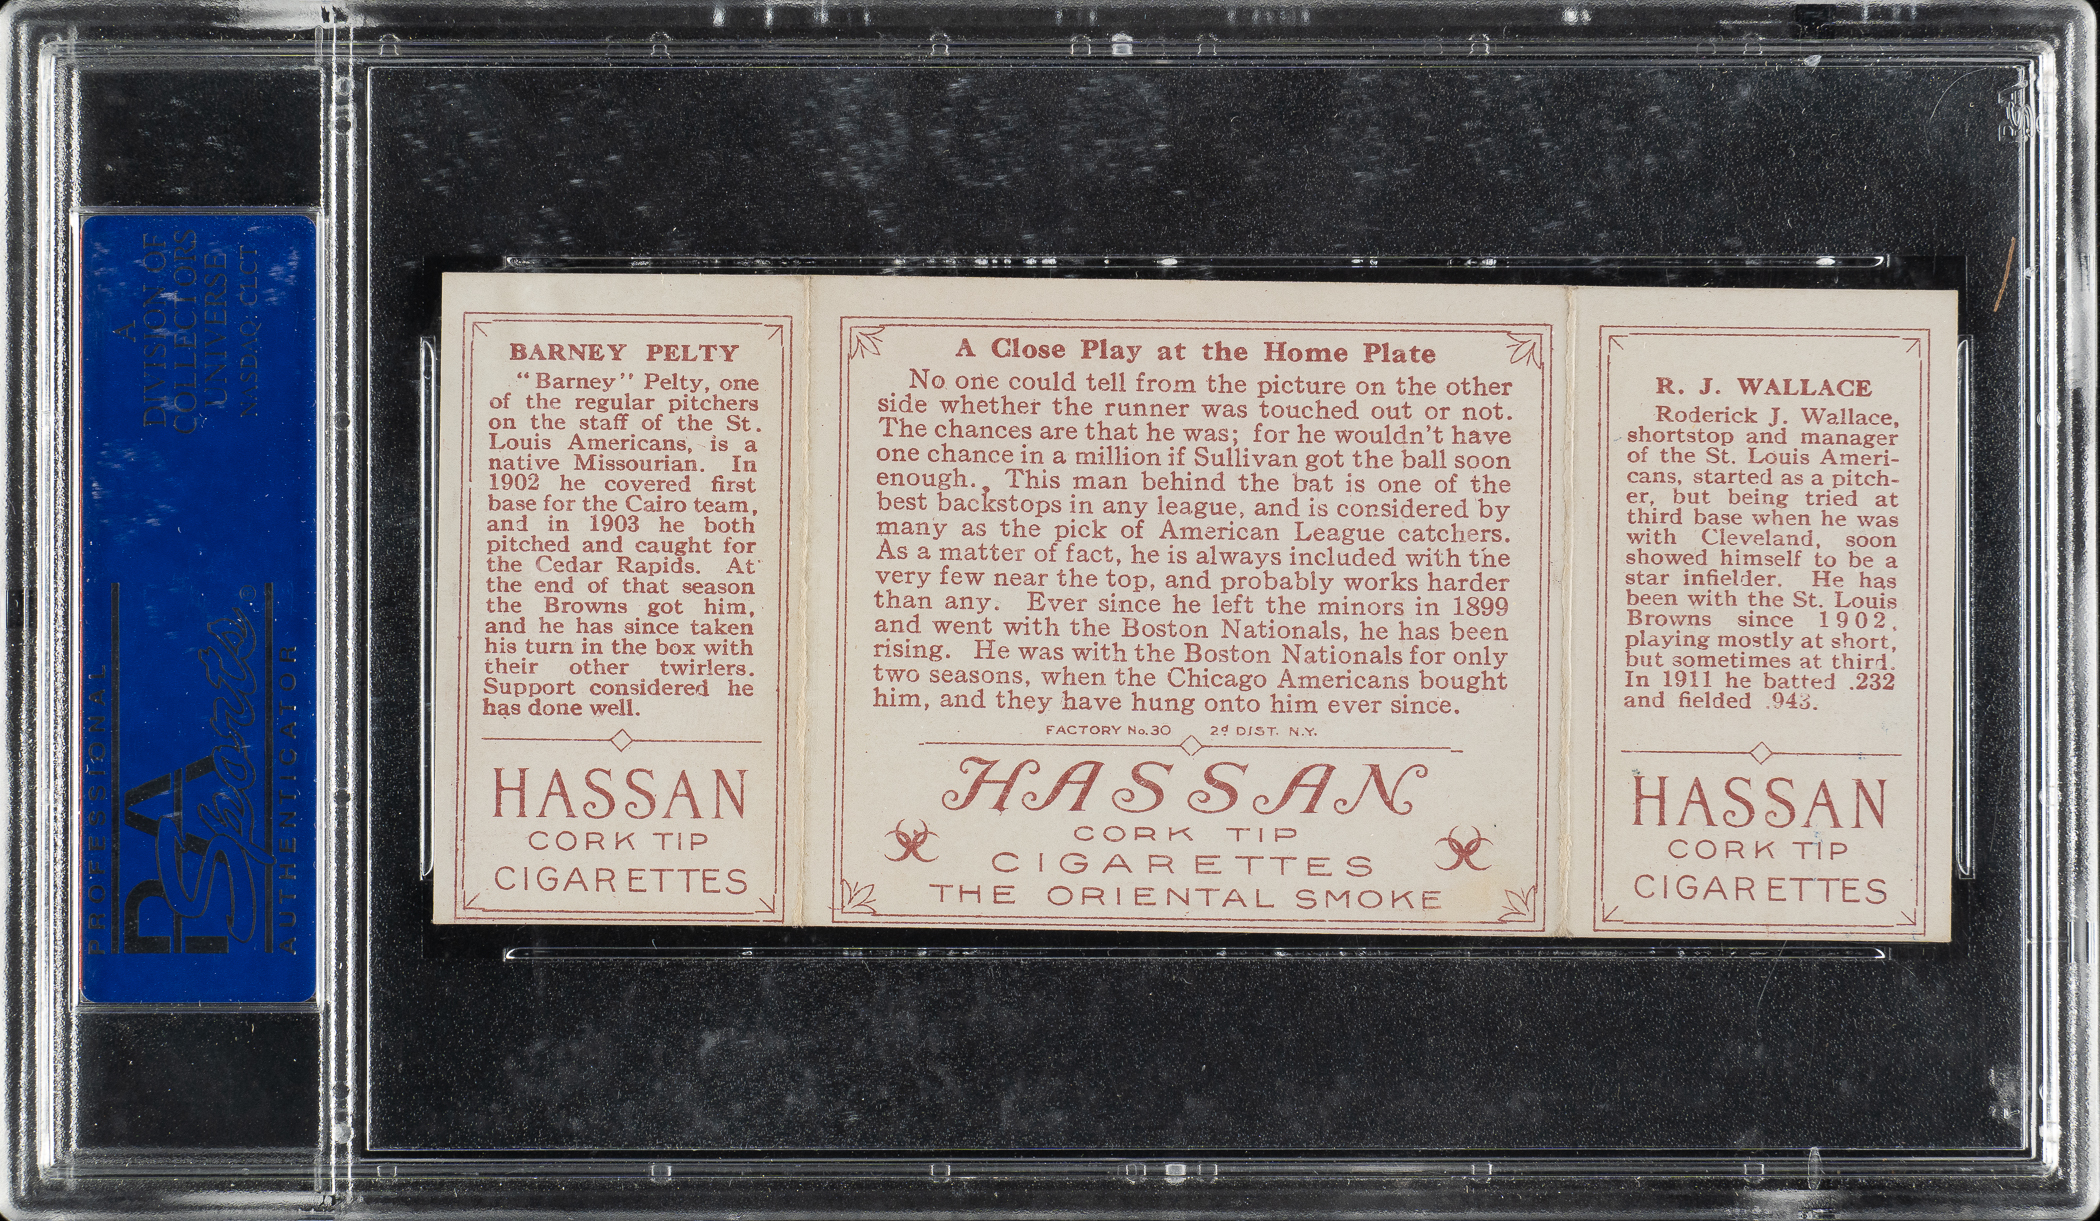 A
DIVISION OF
COLLECTORS
UNIVERSE
NASDAQ: CLCT
PROFESSIONAL
PSA
Sports®
AUTHENTICATOR
BARNEY PELTY
"Barney" Pelty, one
of the regular pitchers
on the staff of the St.
Louis Americans, is a
native Missourian. In
1902 he covered first
base for the Cairo team,
and in 1903 he both
pitched and caught for
the Cedar Rapids. At
the end of that season
the Browns got him,
and he has since taken
his turn in the box with
their other twirlers.
Support considered he
has done well.
HASSAN
CORK TIP
CIGARETTES
A Close Play at the Home Plate
No one could tell from the picture on the other
side whether the runner was touched out or not.
The chances are that he was; for he wouldn't have
one chance in a million if Sullivan got the ball soon
enough. This man behind the bat is one of the
best backstops in any league, and is considered by
many as the pick of American League catchers.
As a matter of fact, he is always included with the
very few near the top, and probably works harder
than any. Ever since he left the minors in 1899
and went with the Boston Nationals, he has been
rising. He was with the Boston Nationals for only
two seasons, when the Chicago Americans bought
him, and they have hung onto him ever since.
FACTORY No. 30 2d DIST. N.Y.
HASSAN
CORK TIP
CIGARETTES
THE ORIENTAL SMOKE
R. J. WALLACE
Roderick J. Wallace,
shortstop and manager
of the St. Louis Ameri-
cans, started as a pitch-
er, but being tried at
third base when he was
with Cleveland, soon
showed himself to be a
star infielder. He has
been with the St. Louis
Browns since 1902,
playing mostly at short,
but sometimes at third.
In 1911 he batted .232
and fielded .943.
HASSAN
CORK TIP
CIGARETTES
PSA